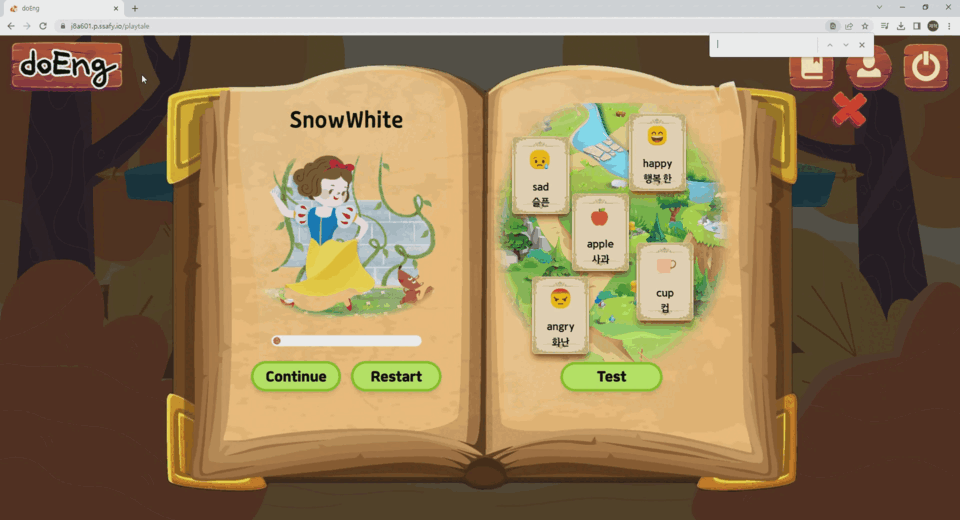 doEng
j8a601.p.ssafy.io/playtale
doEng
SnowWhite
Continue
Restart
sad
슬픈
happy
행복 한
apple
사과
cup
컵
angry
화난
Test